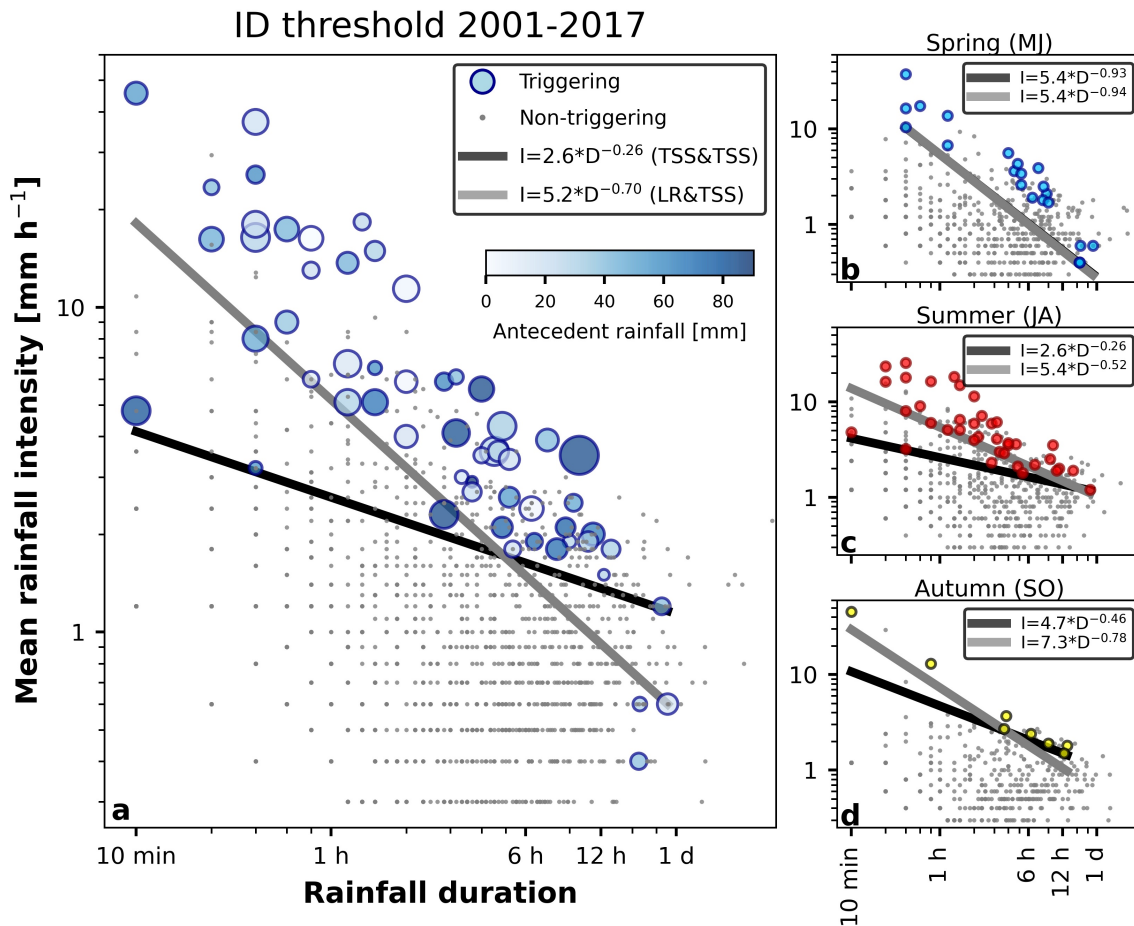 ID threshold 2001-2017
Mean rainfall intensity [mm h⁻¹]
10
1
Triggering
Non-triggering
I=2.6*D⁻⁰·²⁶ (TSS&TSS)
I=5.2*D⁻⁰·⁷⁰ (LR&TSS)
0 20 40 60 80
Antecedent rainfall [mm]
a
10 min 1 h 6 h 12 h 1 d
Rainfall duration
Spring (MJ)
I=5.4*D⁻⁰·⁹³
I=5.4*D⁻⁰·⁹⁴
10
1
b
Summer (JA)
I=2.6*D⁻⁰·²⁶
I=5.4*D⁻⁰·⁵²
10
1
c
Autumn (SO)
I=4.7*D⁻⁰·⁴⁶
I=7.3*D⁻⁰·⁷⁸
10
1
d
10 min 1 h 6 h 12 h 1 d